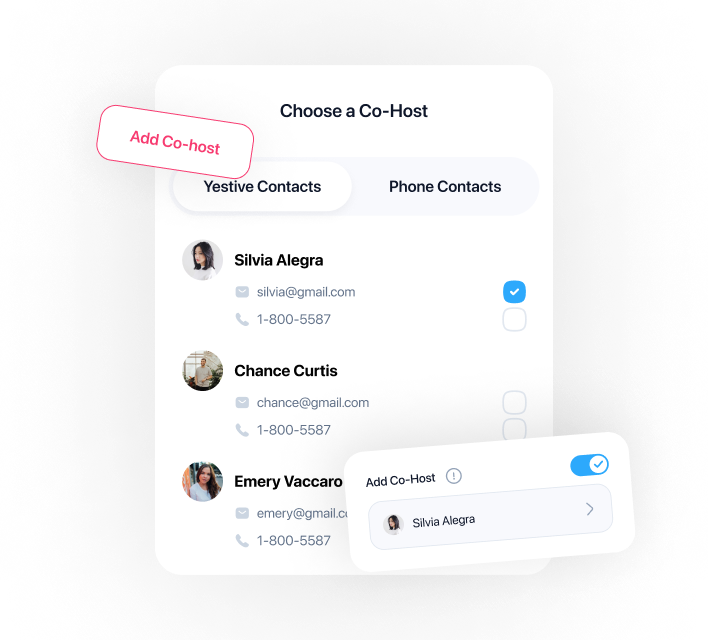 Choose a Co-Host
Add Co-host
Yestive Contacts
Phone Contacts
Silvia Alegra
silvia@gmail.com
1-800-5587
Chance Curtis
chance@gmail.com
1-800-5587
Emery Vaccaro
emery@gmail.c
1-800-5587
Add Co-Host
Silvia Alegra